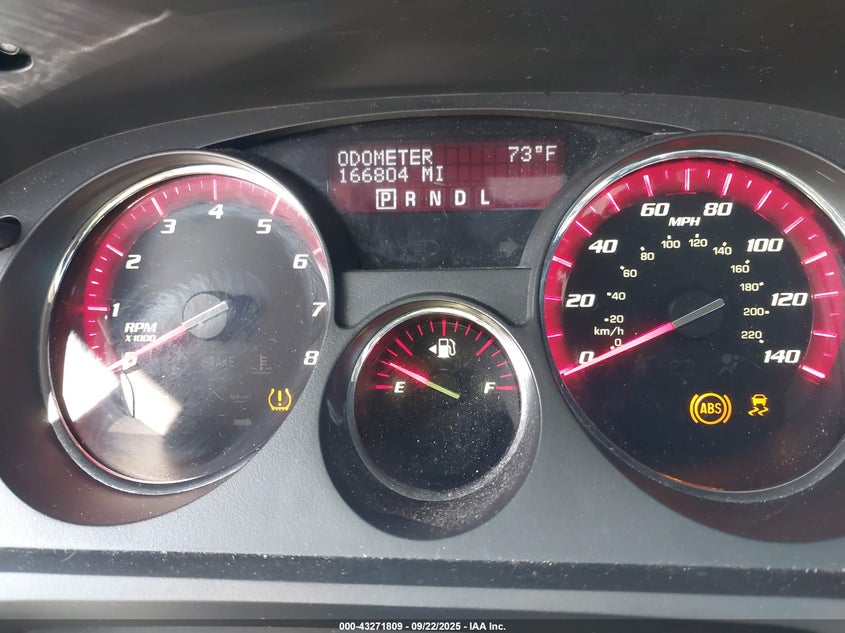 ODOMETER 73°F
166804 MI
P R N D L
0 1 2 3 4 5 6 7 8
RPM
X 1000
BRAKE
E F
0 20 40 60 80 100 120 140
MPH
0 20 40 60 80 100 120 140 160 180 200 220
km/h
ABS
000-43271809 - 09/22/2025 - IAA Inc.